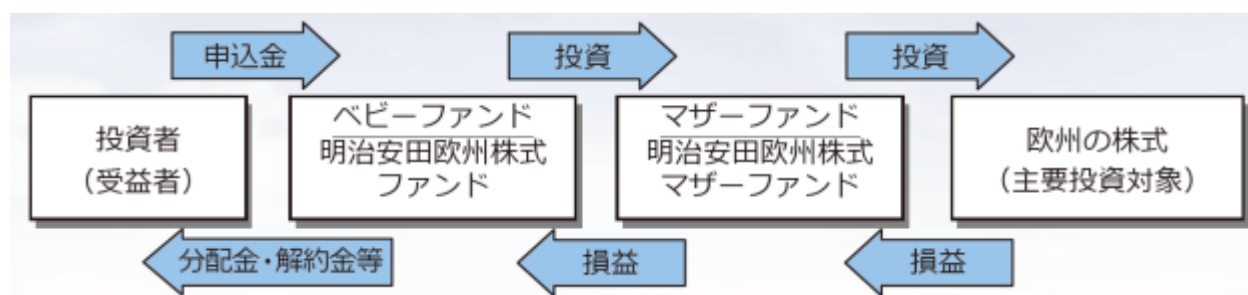 申込金
投資
投資
投資者
（受益者）
ベビーファンド
明治安田欧州株式
ファンド
マザーファンド
明治安田欧州株式
マザーファンド
欧州の株式
（主要投資対象）
分配金・解約金等
損益
損益